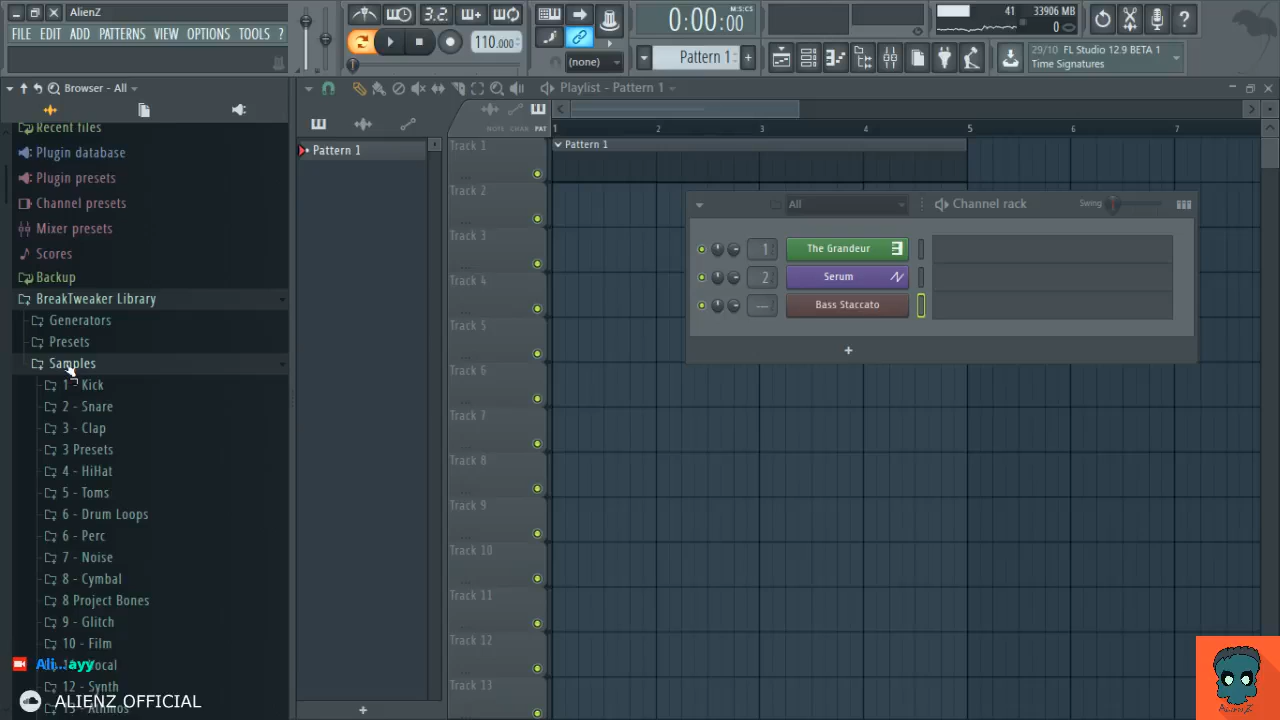 AlienZ
FILE EDIT ADD PATTERNS VIEW OPTIONS TOOLS ?
3.2.
110.000
(none)
0:00:00
M:S:CS
Pattern 1
41
33906 MB
0
29/10 FL Studio 12.9 BETA 1
Time Signatures
Browser - All
Recent files
Plugin database
Plugin presets
Channel presets
Mixer presets
Scores
Backup
BreakTweaker Library
Generators
Presets
Samples
1 - Kick
2 - Snare
3 - Clap
3 Presets
4 - HiHat
5 - Toms
6 - Drum Loops
6 - Perc
7 - Noise
8 - Cymbal
8 Project Bones
9 - Glitch
10 - Film
Vocal
12 - Synth
Ali...ayy
ALIENZ OFFICIAL
Pattern 1
Playlist - Pattern 1
NOTE CHAN PAT
1 2 3 4 5 6 7
Pattern 1
Track 1
Track 2
Track 3
Track 4
Track 5
Track 6
Track 7
Track 8
Track 9
Track 10
Track 11
Track 12
Track 13
All
Channel rack
Swing
1 The Grandeur
2 Serum
--- Bass Staccato
+
AlienZ